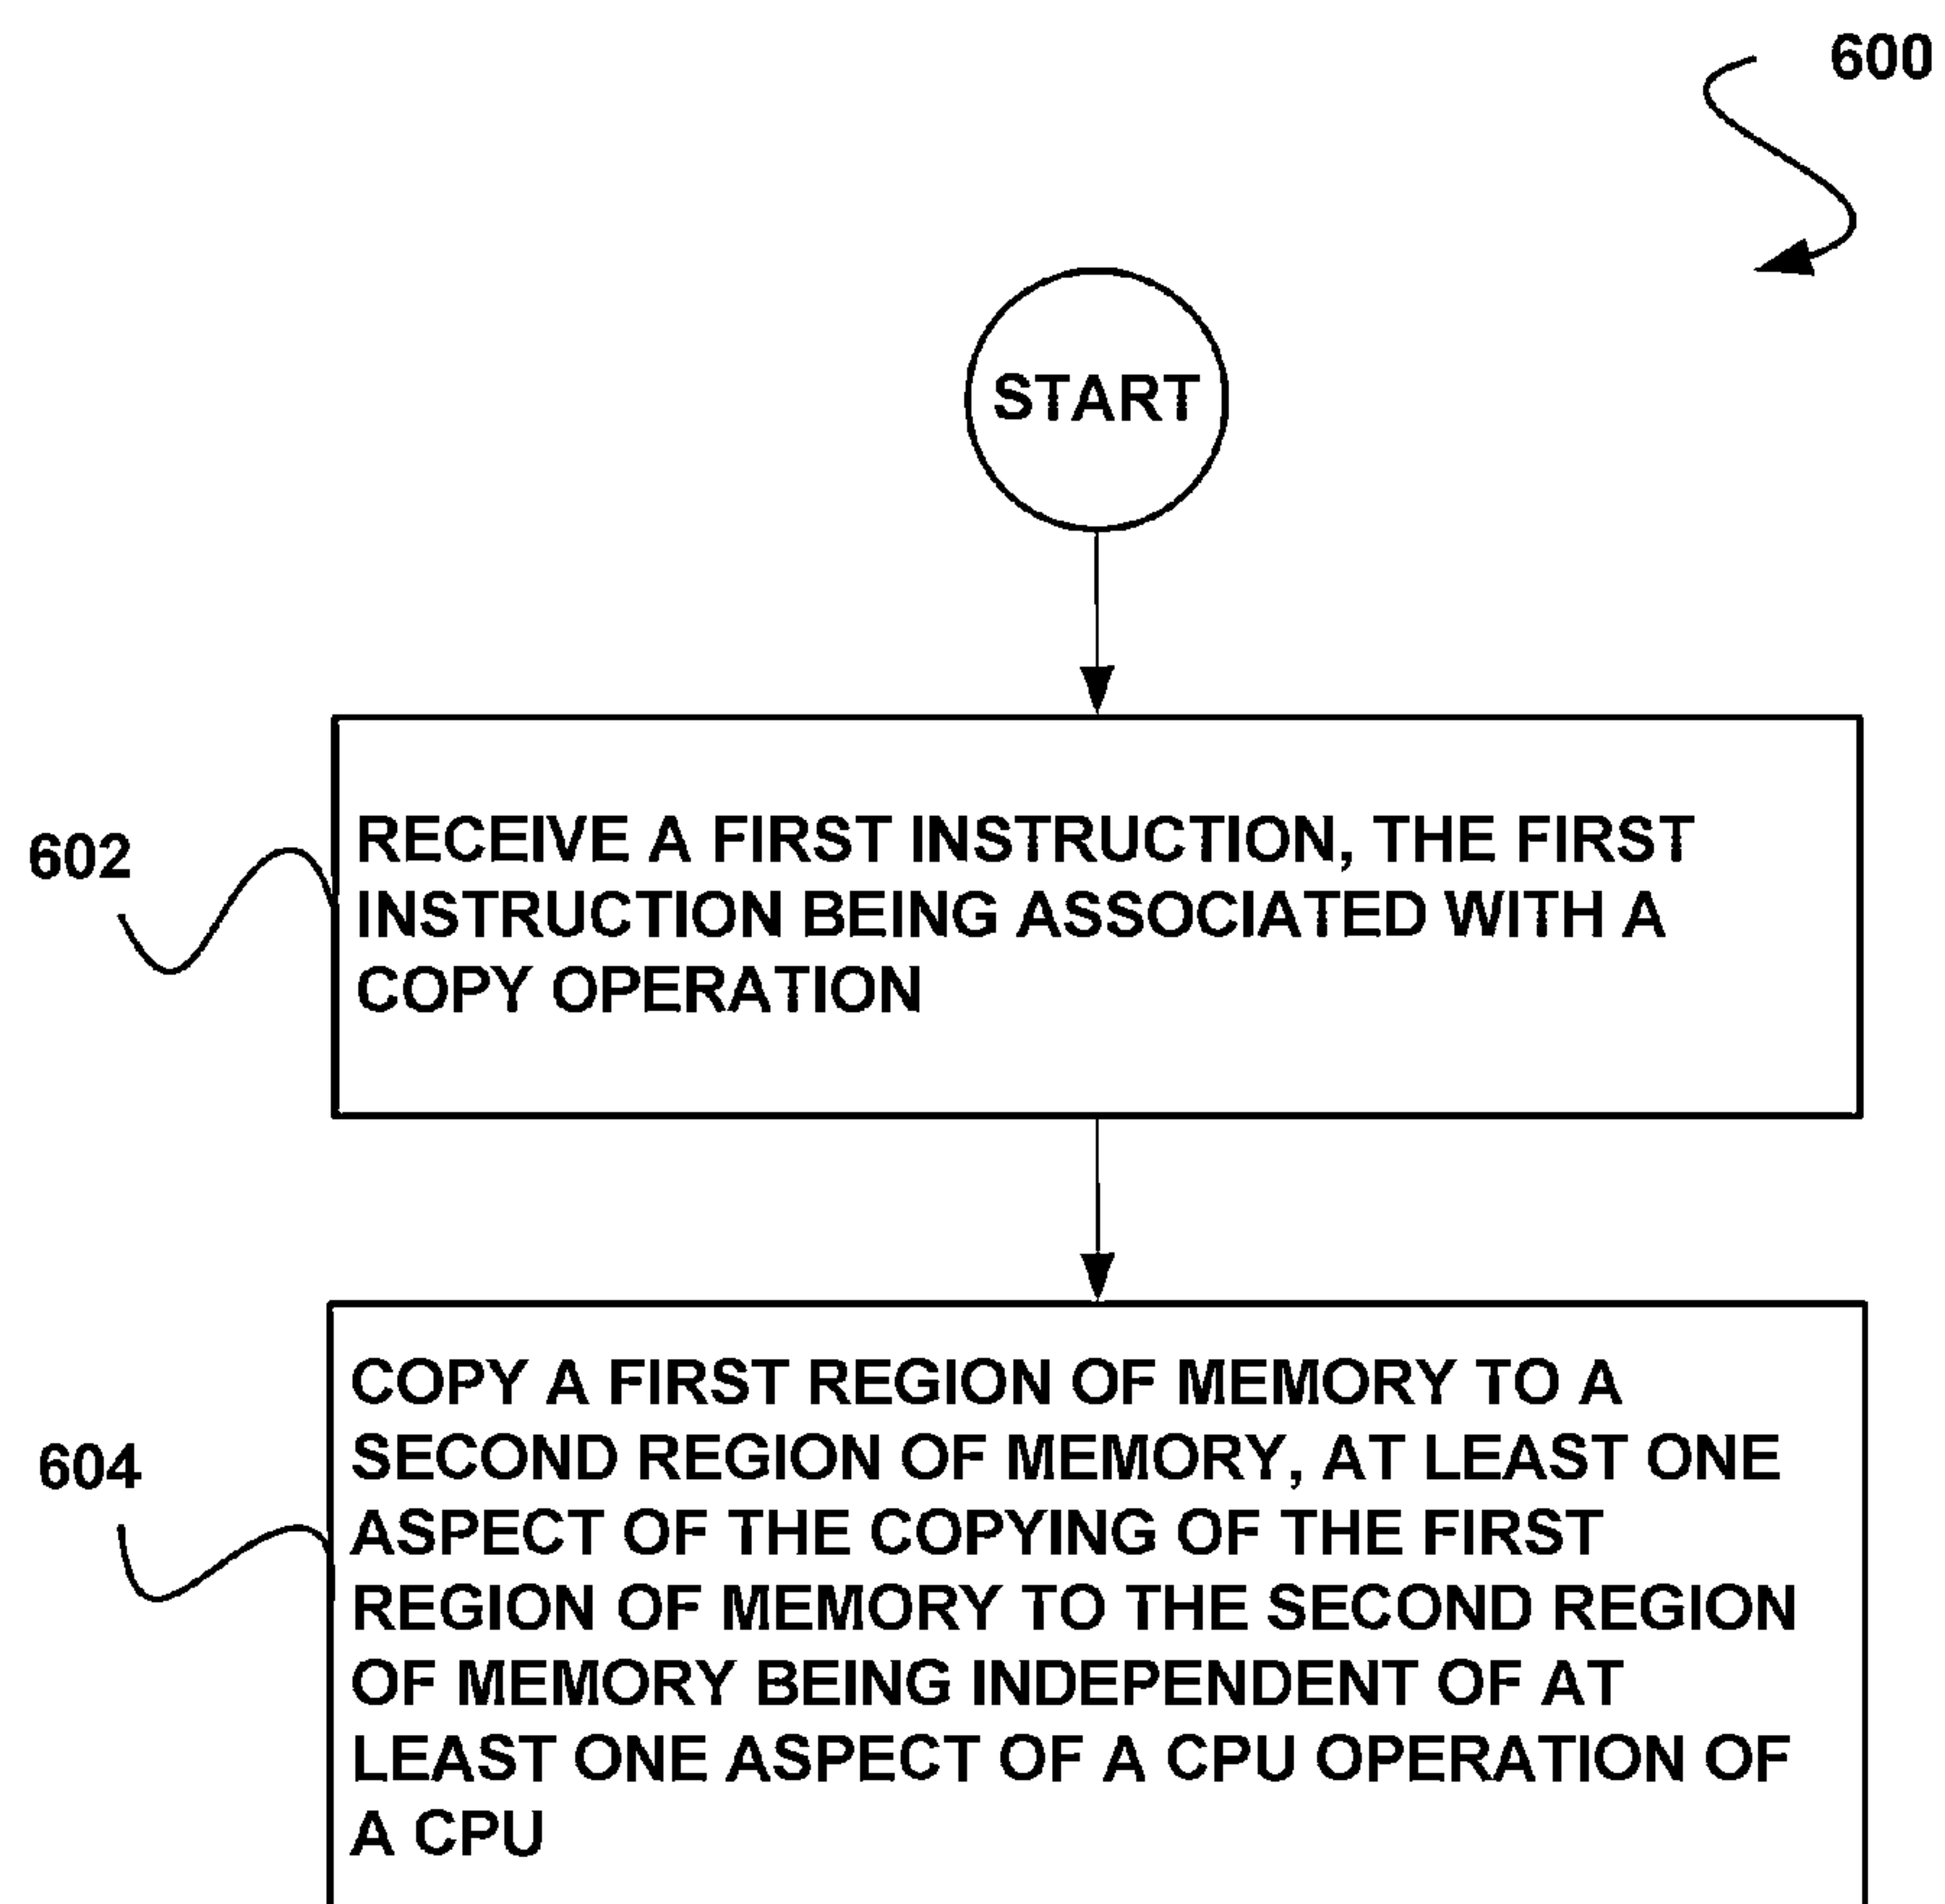 600
START
602
RECEIVE A FIRST INSTRUCTION, THE FIRST
INSTRUCTION BEING ASSOCIATED WITH A
COPY OPERATION
604
COPY A FIRST REGION OF MEMORY TO A
SECOND REGION OF MEMORY, AT LEAST ONE
ASPECT OF THE COPYING OF THE FIRST
REGION OF MEMORY TO THE SECOND REGION
OF MEMORY BEING INDEPENDENT OF AT
LEAST ONE ASPECT OF A CPU OPERATION OF
A CPU